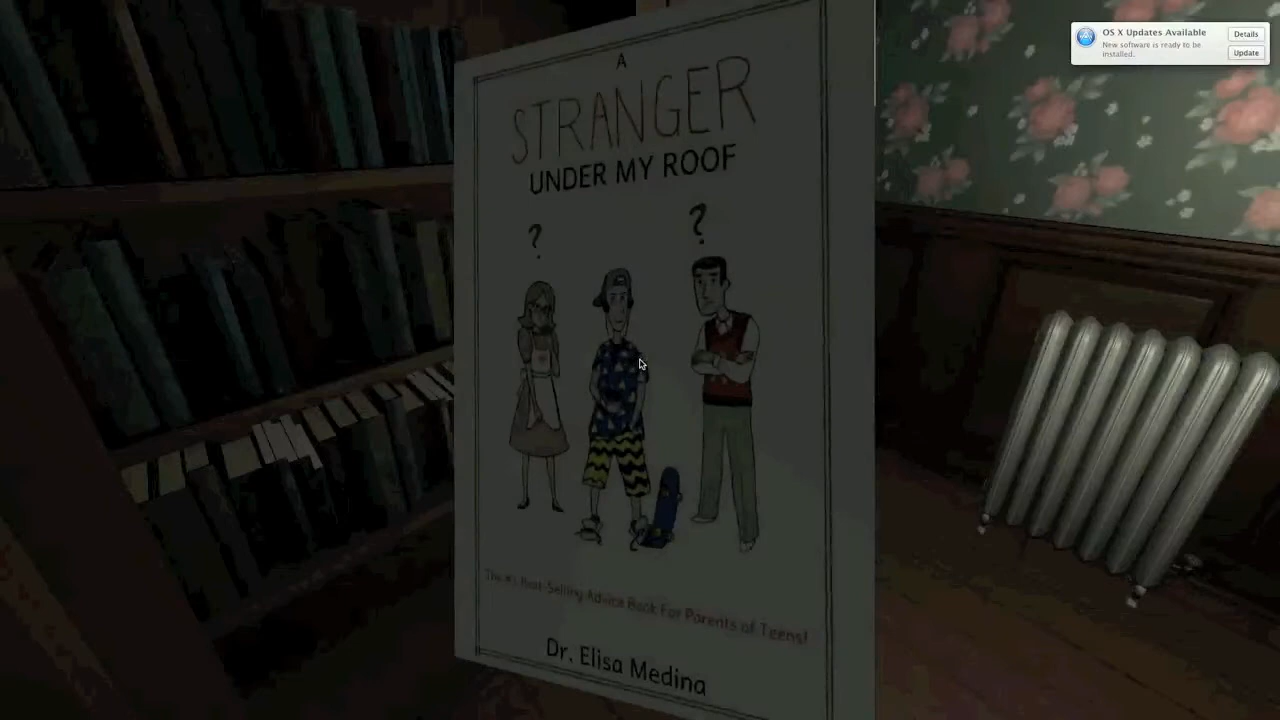 A
STRANGER
UNDER MY ROOF
?
?
The #1 Best-Selling Advice Book For Parents of Teens!
Dr. Elisa Medina
OS X Updates Available
New software is ready to be
installed.
Details
Update